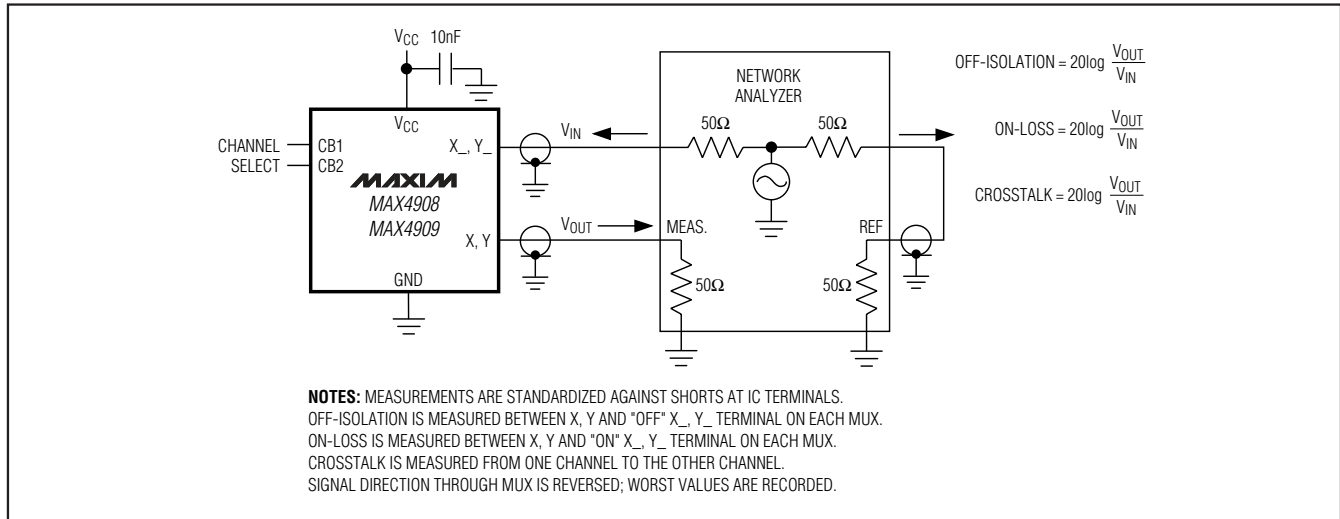 VCC 10nF
VCC
CHANNEL
SELECT
CB1
CB2
MAXIM
MAX4908
MAX4909
X_, Y_
X, Y
GND
VIN
VOUT
NETWORK
ANALYZER
50Ω
50Ω
MEAS.
REF
50Ω
50Ω
OFF-ISOLATION = 20log VOUT
VIN
ON-LOSS = 20log VOUT
VIN
CROSSTALK = 20log VOUT
VIN
NOTES: MEASUREMENTS ARE STANDARDIZED AGAINST SHORTS AT IC TERMINALS.
OFF-ISOLATION IS MEASURED BETWEEN X, Y AND "OFF" X_, Y_ TERMINAL ON EACH MUX.
ON-LOSS IS MEASURED BETWEEN X, Y AND "ON" X_, Y_ TERMINAL ON EACH MUX.
CROSSTALK IS MEASURED FROM ONE CHANNEL TO THE OTHER CHANNEL.
SIGNAL DIRECTION THROUGH MUX IS REVERSED; WORST VALUES ARE RECORDED.